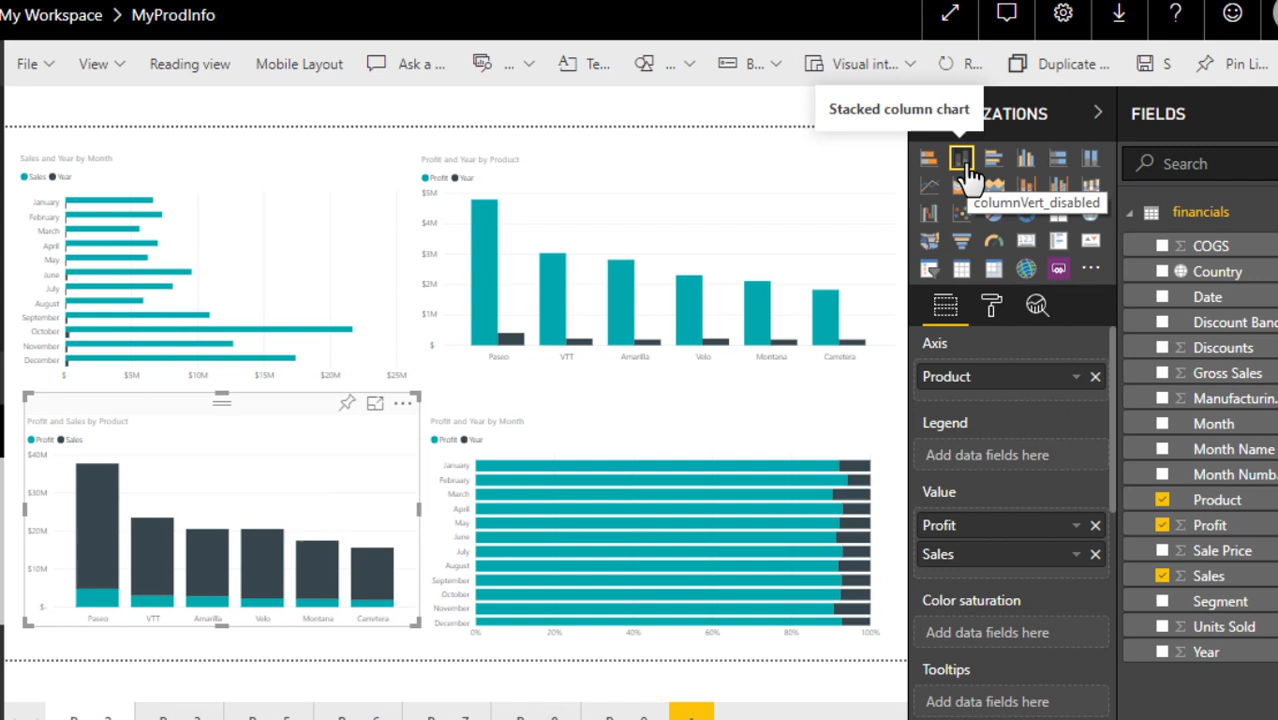 My Workspace > MyProdInfo
File View Reading view Mobile Layout Ask a ... ... Te... ... B... Visual int... R... Duplicate ... S Pin Li...
Stacked column chart
ZATIONS
FIELDS
Search
columnVert_disabled
financials
COGS
Country
Date
Discount Banc
Discounts
Gross Sales
Manufacturin.
Month
Month Name
Month Numb.
Product
Profit
Sale Price
Sales
Segment
Units Sold
Year
Axis
Product
Legend
Add data fields here
Value
Profit
Sales
Color saturation
Add data fields here
Tooltips
Add data fields here
Sales and Year by Month
Sales Year
January
February
March
April
May
June
July
August
September
October
November
December
$ $5M $10M $15M $20M $25M
Profit and Year by Product
Profit Year
$5M
$4M
$3M
$2M
$1M
$
Paseo VTT Amarilla Velo Montana Carretera
Profit and Sales by Product
Profit Sales
$40M
$30M
$20M
$10M
$-
Paseo VTT Amarilla Velo Montana Carretera
Profit and Year by Month
Profit Year
January
February
March
April
May
June
July
August
September
October
November
December
0% 20% 40% 60% 80% 100%